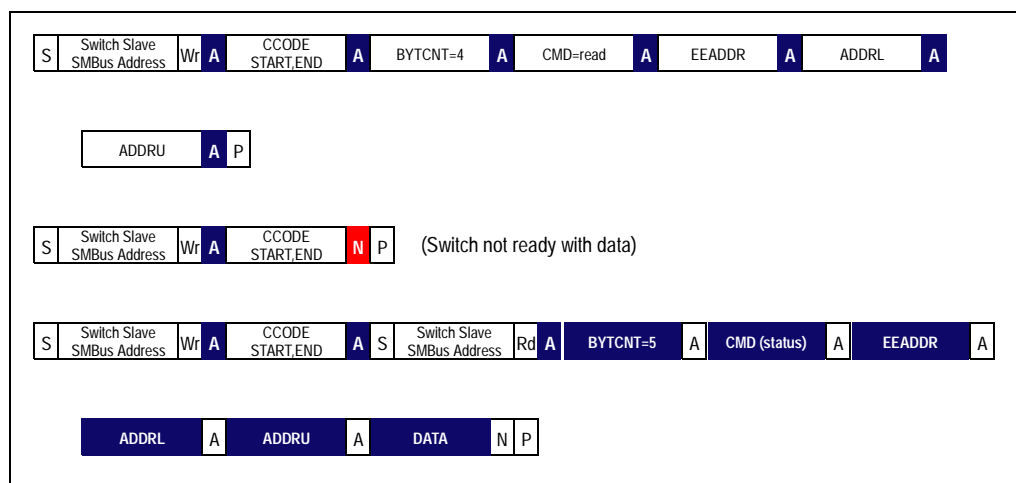 S Switch Slave SMBus Address Wr A CCODE START,END A BYTCNT=4 A CMD=read A EEADDR A ADDRL A
ADDRU A P
S Switch Slave SMBus Address Wr A CCODE START,END N P (Switch not ready with data)
S Switch Slave SMBus Address Wr A CCODE START,END A S Switch Slave SMBus Address Rd A BYTCNT=5 A CMD (status) A EEADDR A
ADDRL A ADDRU A DATA N P